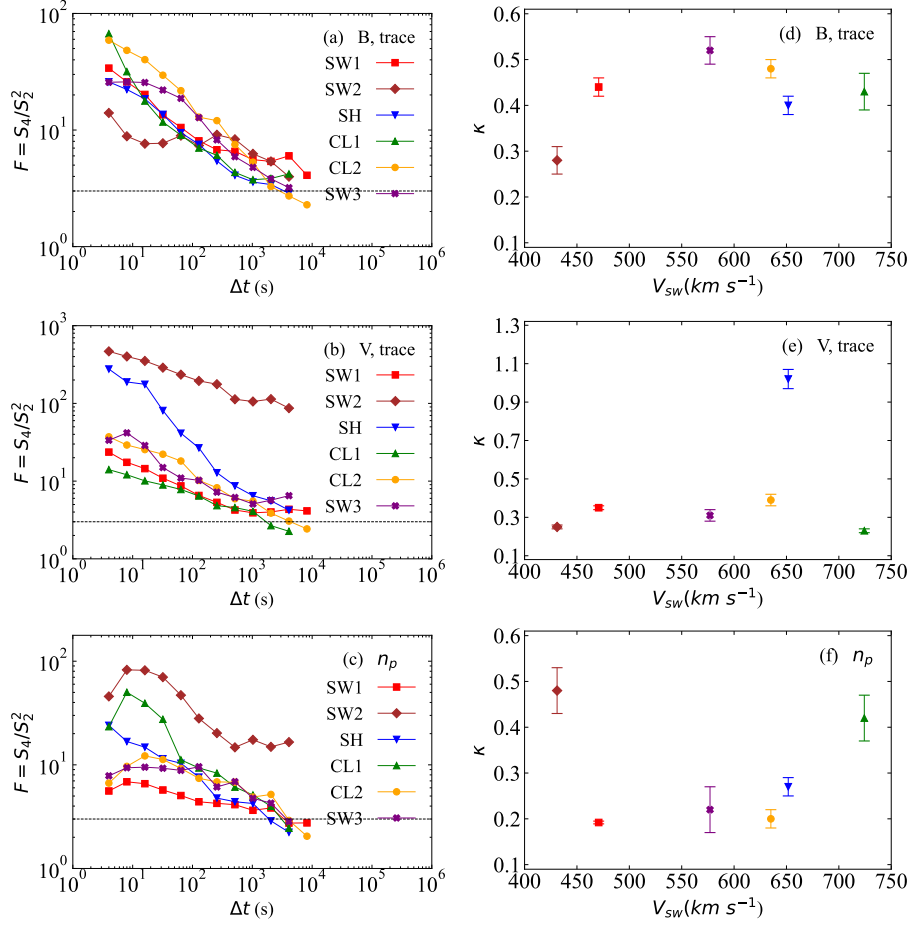 10^2
10^1
10^0
F = S_4/S_2^2
(a) B, trace
SW1
SW2
SH
CL1
CL2
SW3
10^0 10^1 10^2 10^3 10^4 10^5 10^6
Δt (s)
0.6
0.5
0.4
0.3
0.2
0.1
κ
(d) B, trace
400 450 500 550 600 650 700 750
V_sw(km s^−1)
10^3
10^2
10^1
10^0
F = S_4/S_2^2
(b) V, trace
SW1
SW2
SH
CL1
CL2
SW3
10^0 10^1 10^2 10^3 10^4 10^5 10^6
Δt (s)
1.3
1.1
0.9
0.7
0.5
0.3
0.1
κ
(e) V, trace
400 450 500 550 600 650 700 750
V_sw(km s^−1)
10^2
10^1
10^0
F = S_4/S_2^2
(c) n_p
SW1
SW2
SH
CL1
CL2
SW3
10^0 10^1 10^2 10^3 10^4 10^5 10^6
Δt (s)
0.6
0.5
0.4
0.3
0.2
0.1
κ
(f) n_p
400 450 500 550 600 650 700 750
V_sw(km s^−1)